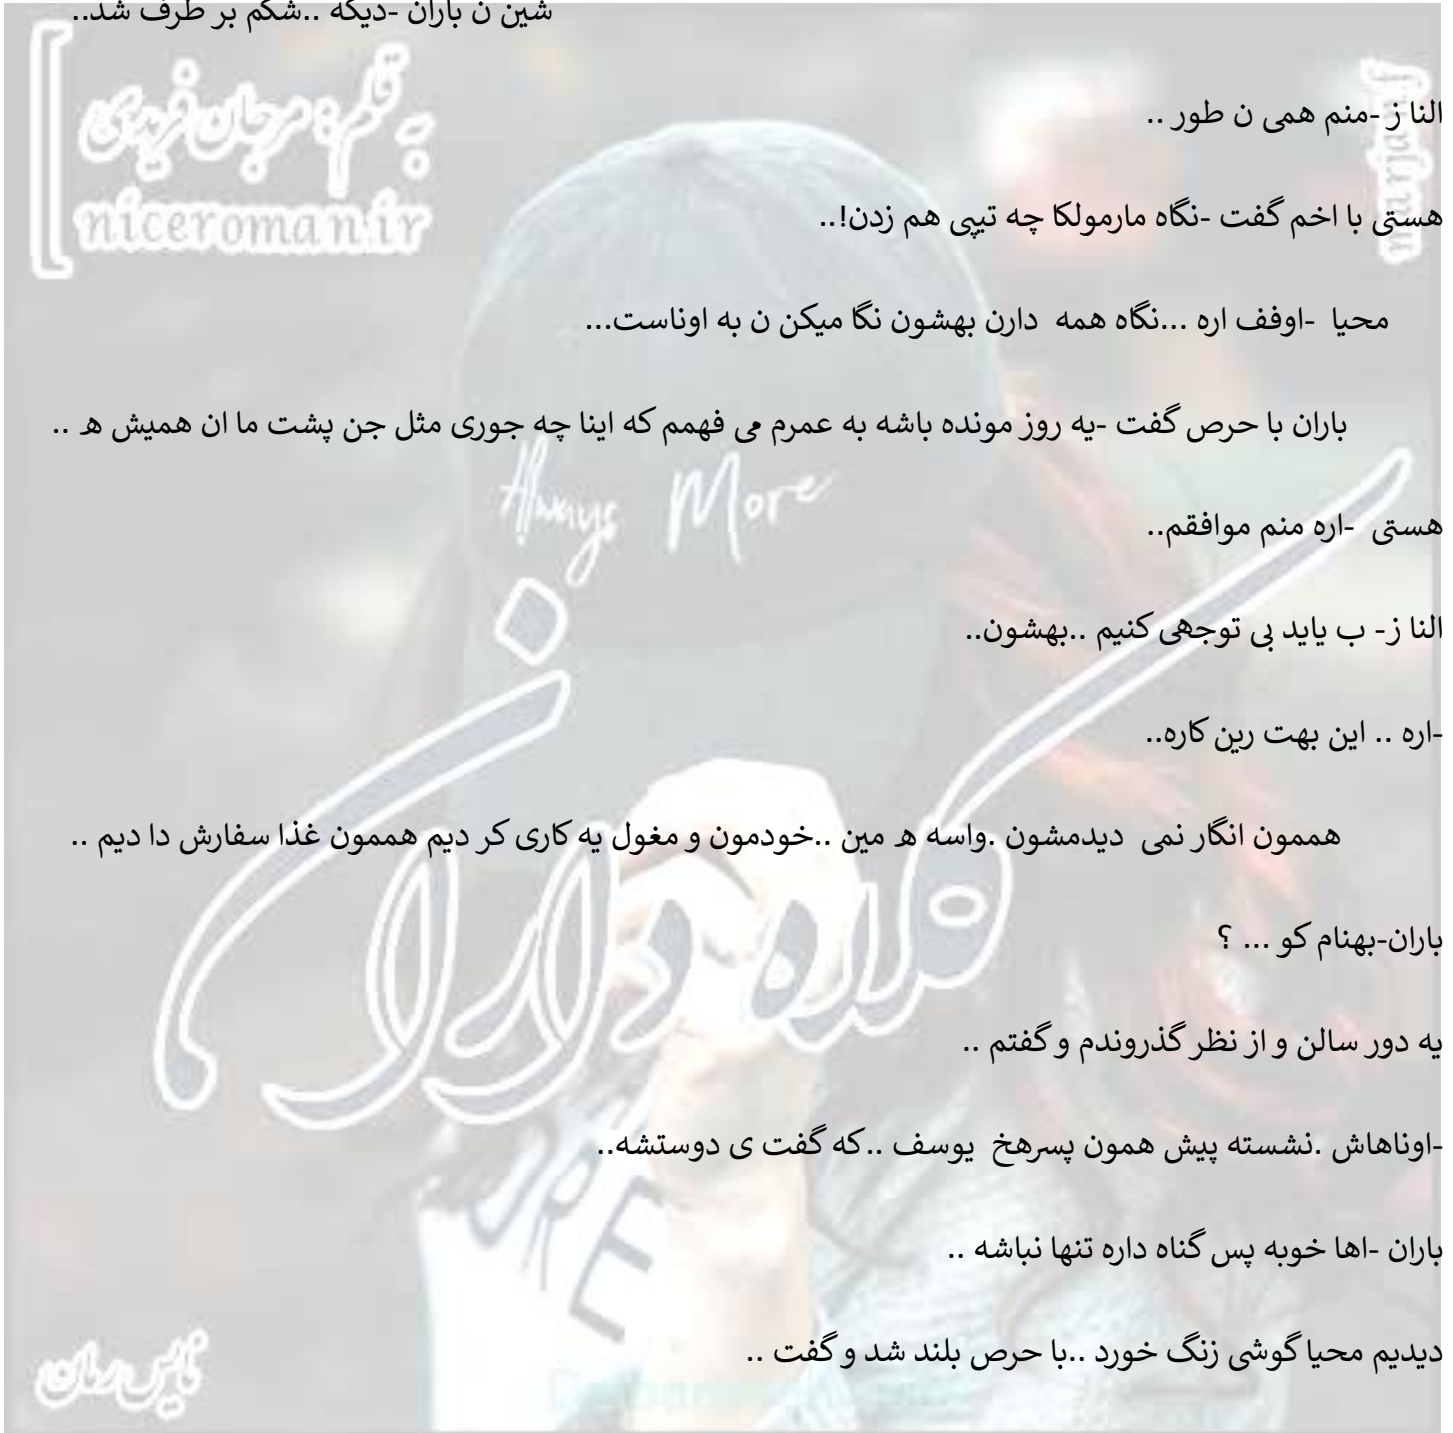 شین ن باران -دیگه ..شکم بر طرف شد..
به قلم: مرجان فریدی
niceroman.ir
marjanf
النا ز -منم همی ن طور ..
هستی با اخم گفت -نگاه مارمولکا چه تیپی هم زدن!..
محیا -اوفف اره ...نگاه همه دارن بهشون نگا میکن ن به اوناست...
باران با حرص گفت -یه روز مونده باشه به عمرم می فهمم که اینا چه جوری مثل جن پشت ما ان همیش ه ..
Always More
هستی -اره منم موافقم..
النا ز- ب یاید بی توجهی کنیم ..بهشون..
-اره .. این بهت رین کاره..
هممون انگار نمی دیدمشون .واسه ه مین ..خودمون و مغول یه کاری کر دیم هممون غذا سفارش دا دیم ..
باران-بهنام کو ... ؟
یه دور سالن و از نظر گذروندم و گفتم ..
-اوناهاش .نشسته پیش همون پسرهخ یوسف ..که گفت ی دوستشه..
باران -اها خوبه پس گناه داره تنها نباشه ..
دیدیم محیا گوشی زنگ خورد ..با حرص بلند شد و گفت ..
نایس رمان